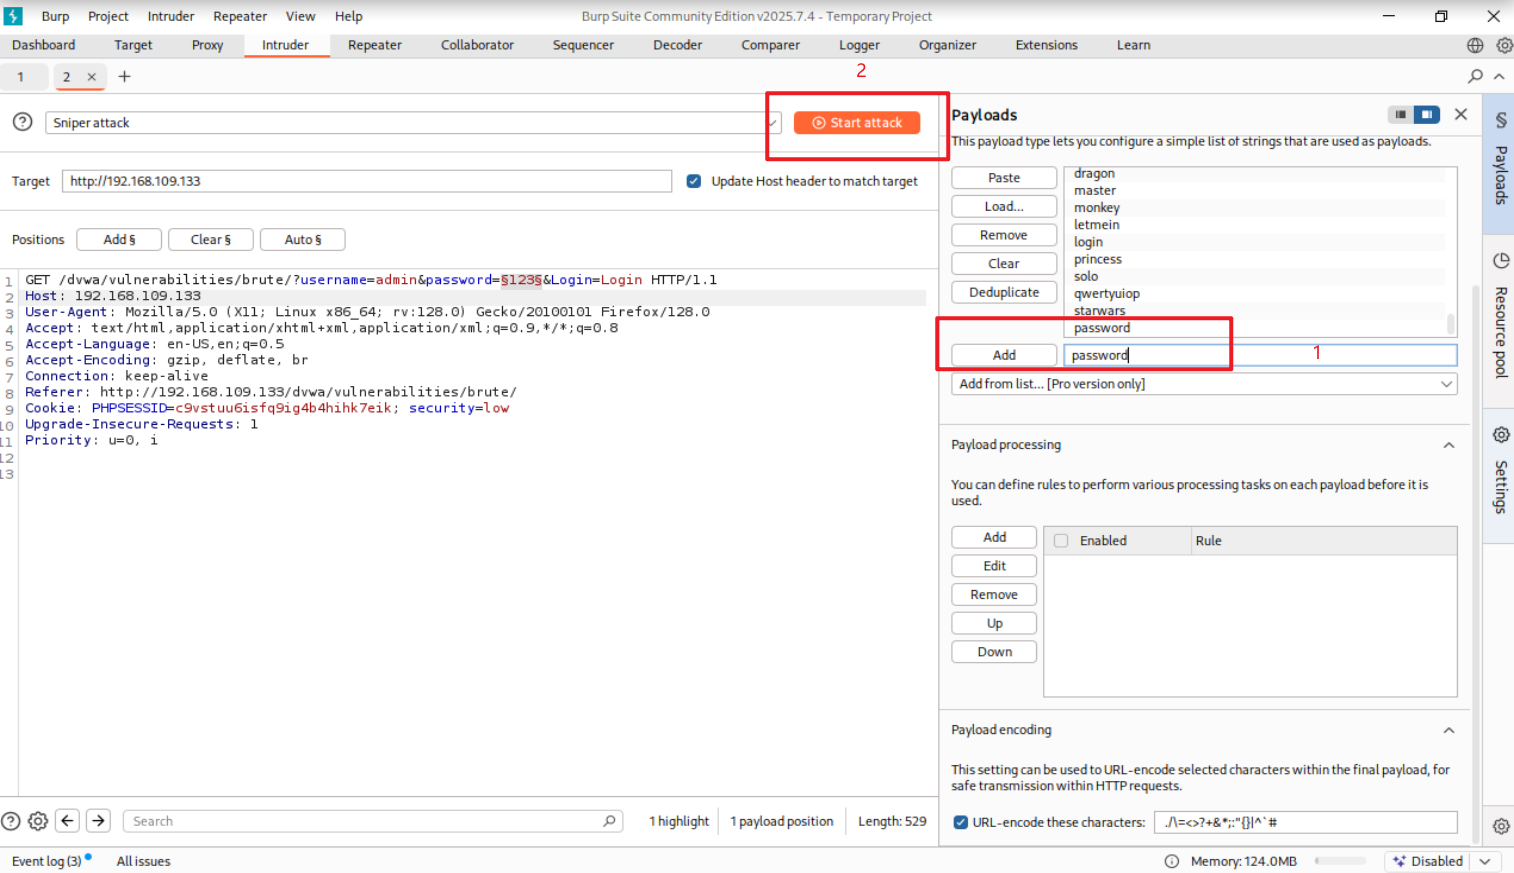 Burp Project Intruder Repeater View Help Burp Suite Community Edition v2025.7.4 - Temporary Project
Dashboard Target Proxy Intruder Repeater Collaborator Sequencer Decoder Comparer Logger Organizer Extensions Learn
1 2 × +
2
Sniper attack
Start attack
Target http://192.168.109.133 Update Host header to match target
Positions Add § Clear § Auto §
1 GET /dvwa/vulnerabilities/brute/?username=admin&password=§123§&Login=Login HTTP/1.1
2 Host: 192.168.109.133
3 User-Agent: Mozilla/5.0 (X11; Linux x86_64; rv:128.0) Gecko/20100101 Firefox/128.0
4 Accept: text/html,application/xhtml+xml,application/xml;q=0.9,*/*;q=0.8
5 Accept-Language: en-US,en;q=0.5
6 Accept-Encoding: gzip, deflate, br
7 Connection: keep-alive
8 Referer: http://192.168.109.133/dvwa/vulnerabilities/brute/
9 Cookie: PHPSESSID=c9vstuu6isfq9ig4b4hihk7eik; security=low
10 Upgrade-Insecure-Requests: 1
11 Priority: u=0, i
12
13
Search 1 highlight 1 payload position Length: 529
Payloads
This payload type lets you configure a simple list of strings that are used as payloads.
Paste
Load...
Remove
Clear
Deduplicate
dragon
master
monkey
letmein
login
princess
solo
qwertyuiop
starwars
password
Add password 1
Add from list... [Pro version only]
Payload processing
You can define rules to perform various processing tasks on each payload before it is
used.
Add
Edit
Remove
Up
Down
Enabled Rule
Payload encoding
This setting can be used to URL-encode selected characters within the final payload, for
safe transmission within HTTP requests.
URL-encode these characters: ./\=<>?+&*;:"{}|^`#
§ Payloads
Resource pool
Settings
Event log (3) All issues Memory: 124.0MB Disabled